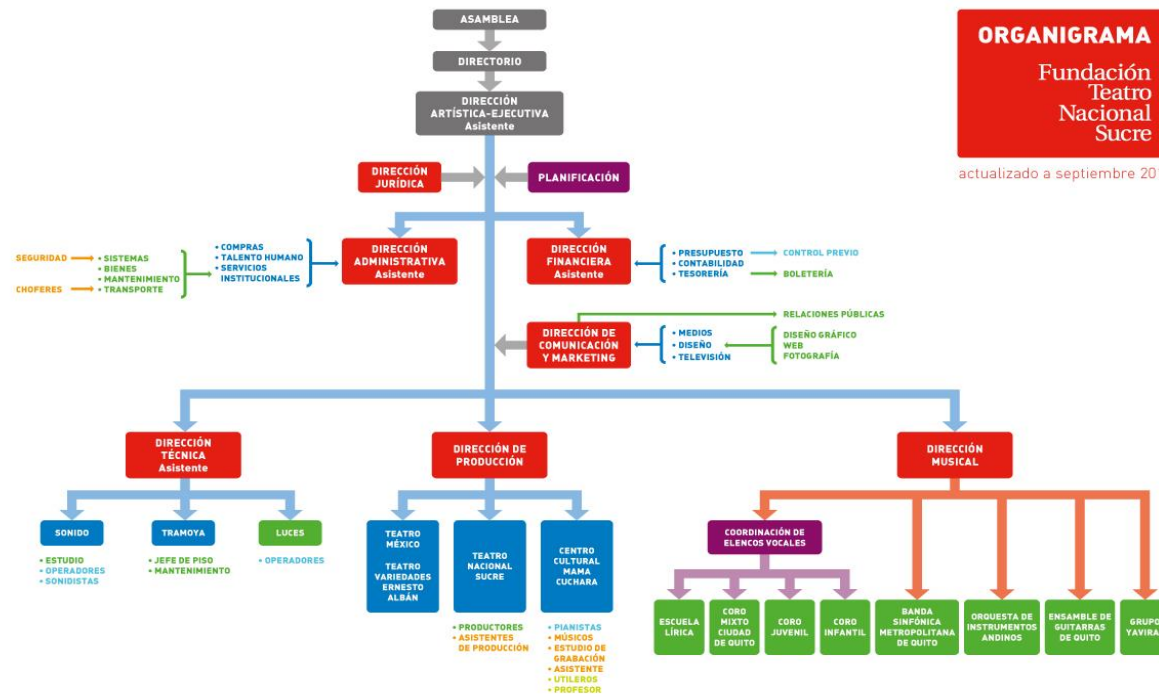 ASAMBLEA
DIRECTORIO
DIRECCIÓN
ARTÍSTICA-EJECUTIVA
Asistente
ORGANIGRAMA
Fundación
Teatro
Nacional
Sucre
actualizado a septiembre 201
DIRECCIÓN
JURÍDICA
PLANIFICACIÓN
SEGURIDAD
CHOFERES
• SISTEMAS
• BIENES
• MANTENIMIENTO
• TRANSPORTE
• COMPRAS
• TALENTO HUMANO
• SERVICIOS
INSTITUCIONALES
DIRECCIÓN
ADMINISTRATIVA
Asistente
DIRECCIÓN
FINANCIERA
Asistente
• PRESUPUESTO
• CONTABILIDAD
• TESORERÍA
CONTROL PREVIO
BOLETERÍA
DIRECCIÓN DE
COMUNICACIÓN
Y MARKETING
RELACIONES PÚBLICAS
• MEDIOS
• DISEÑO
• TELEVISIÓN
DISEÑO GRÁFICO
WEB
FOTOGRAFÍA
DIRECCIÓN
TÉCNICA
Asistente
SONIDO
• ESTUDIO
• OPERADORES
• SONIDISTAS
TRAMOYA
• JEFE DE PISO
• MANTENIMIENTO
LUCES
• OPERADORES
DIRECCIÓN DE
PRODUCCIÓN
TEATRO
MÉXICO
TEATRO
VARIEDADES
ERNESTO
ALBÁN
TEATRO
NACIONAL
SUCRE
• PRODUCTORES
• ASISTENTES
DE PRODUCCIÓN
CENTRO
CULTURAL
MAMA
CUCHARA
• PIANISTAS
• MÚSICOS
• ESTUDIO DE
GRABACIÓN
• ASISTENTE
• UTILEROS
• PROFESOR
DIRECCIÓN
MUSICAL
COORDINACIÓN DE
ELENCOS VOCALES
ESCUELA
LÍRICA
CORO
MIXTO
CIUDAD
DE QUITO
CORO
JUVENIL
CORO
INFANTIL
BANDA
SINFÓNICA
METROPOLITANA
DE QUITO
ORQUESTA DE
INSTRUMENTOS
ANDINOS
ENSAMBLE DE
GUITARRAS
DE QUITO
GRUPO
YAVIRA